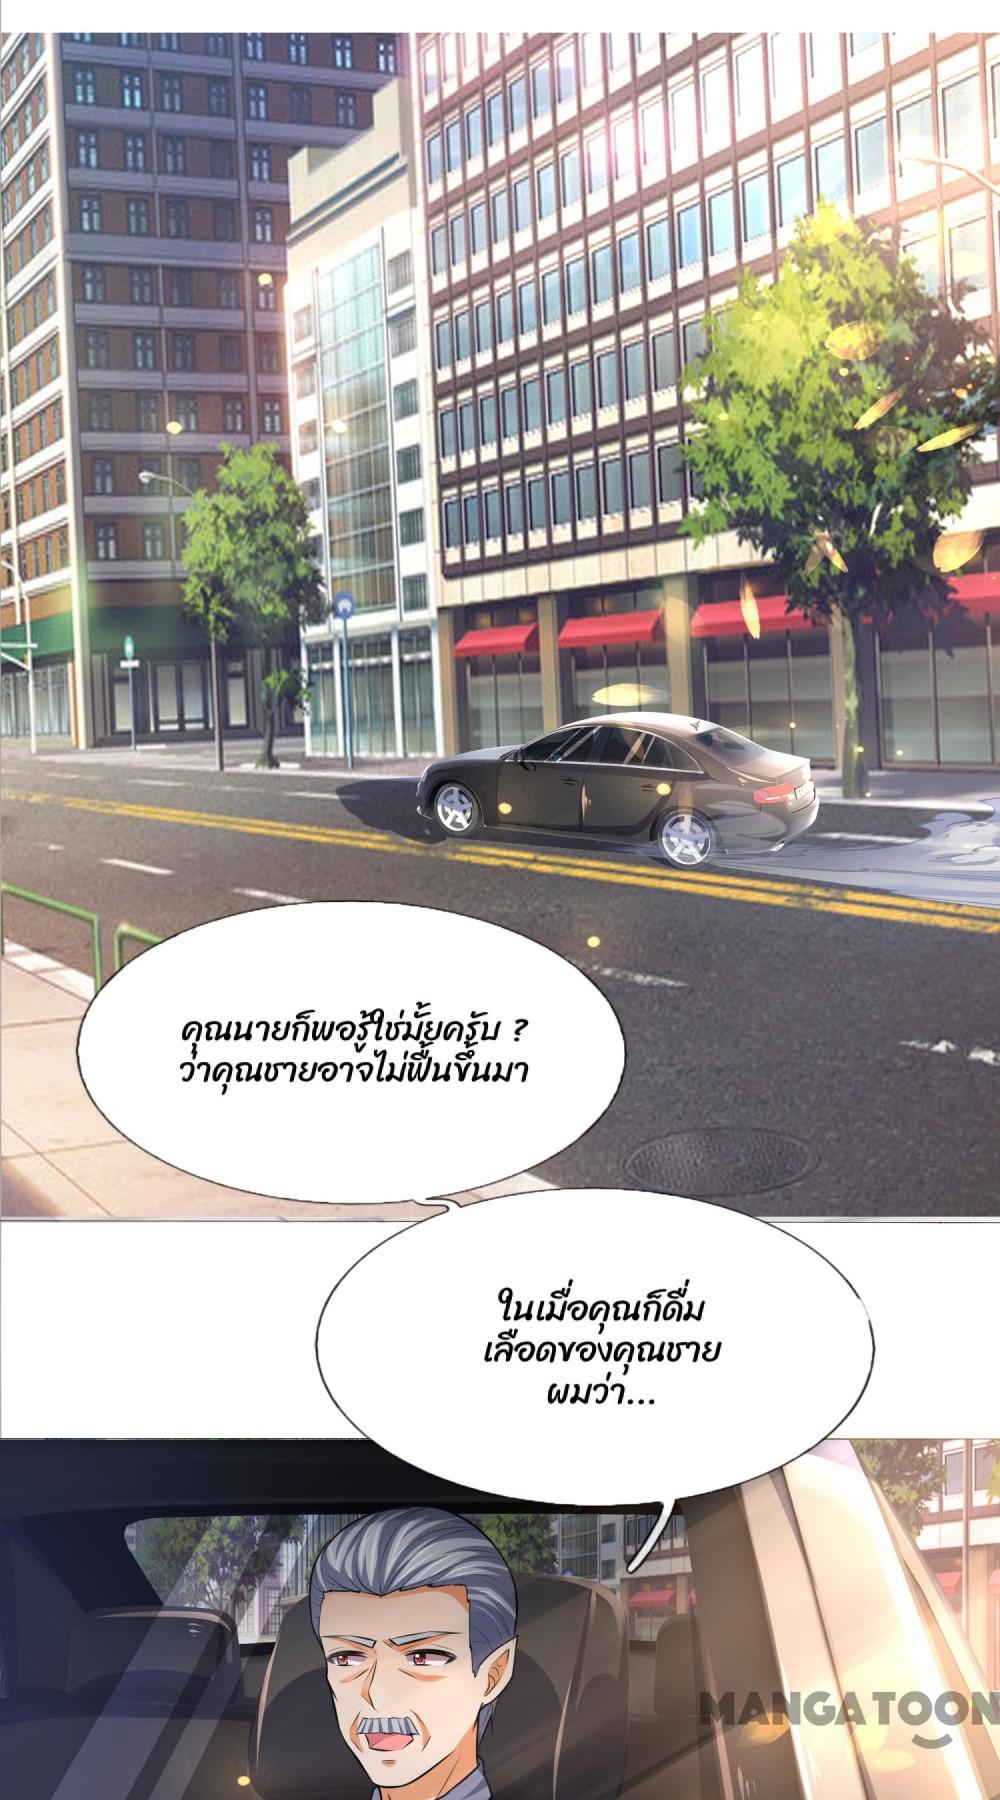 คุณนายก็พอรู้ใช่มั้ยครับ ?
ว่าคุณชายอาจไม่ฟื้นขึ้นมา
ในเมื่อคุณก็ดื่ม
เลือดของคุณชาย
ผมว่า...
MANGATOON